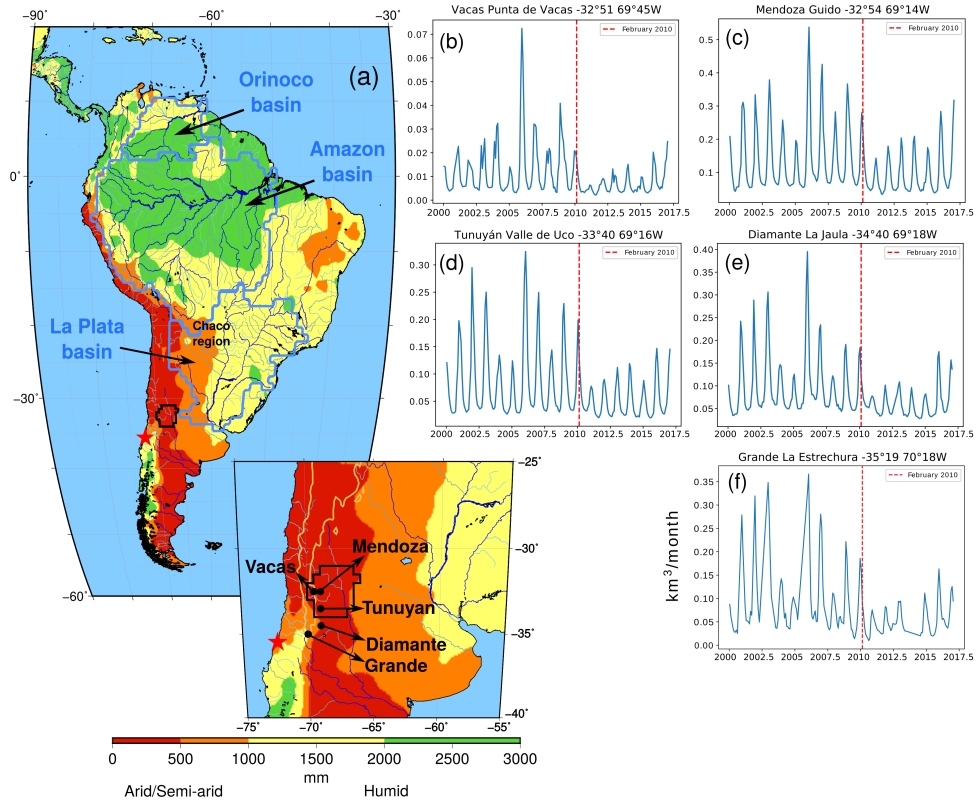 −90°
−60°
−30°
(a)
Orinoco
basin
Amazon
basin
0°
La Plata
basin
Chaco
region
−30°
−60°
−25°
−30°
−35°
−40°
Vacas
Mendoza
Tunuyan
Diamante
Grande
−75°
−70°
−65°
−60°
−55°
0
500
1000
1500
2000
2500
3000
mm
Arid/Semi-arid
Humid
Vacas Punta de Vacas -32°51 69°45W
(b)
February 2010
0.07
0.06
0.05
0.04
0.03
0.02
0.01
0.00
2000
2002.5
2005
2007.5
2010
2012.5
2015
2017.5
Mendoza Guido -32°54 69°14W
(c)
February 2010
0.5
0.4
0.3
0.2
0.1
2000
2002.5
2005
2007.5
2010
2012.5
2015
2017.5
Tunuyán Valle de Uco -33°40 69°16W
(d)
February 2010
0.30
0.25
0.20
0.15
0.10
0.05
2000
2002.5
2005
2007.5
2010
2012.5
2015
2017.5
Diamante La Jaula -34°40 69°18W
(e)
February 2010
0.40
0.35
0.30
0.25
0.20
0.15
0.10
0.05
2000
2002.5
2005
2007.5
2010
2012.5
2015
2017.5
Grande La Estrechura -35°19 70°18W
(f)
February 2010
km³/month
0.35
0.30
0.25
0.20
0.15
0.10
0.05
0.00
2000
2002.5
2005
2007.5
2010
2012.5
2015
2017.5